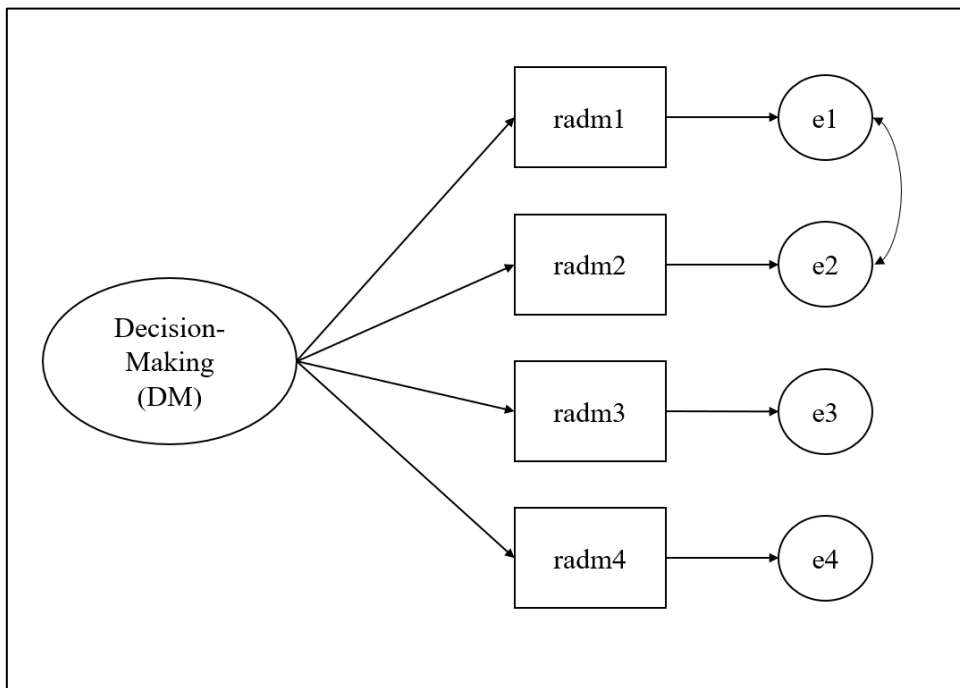 radm1
e1
radm2
e2
Decision-
Making
(DM)
radm3
e3
radm4
e4